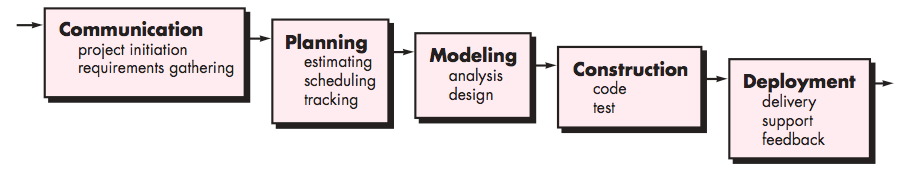 Communication
project initiation
requirements gathering
Planning
estimating
scheduling
tracking
Modeling
analysis
design
Construction
code
test
Deployment
delivery
support
feedback